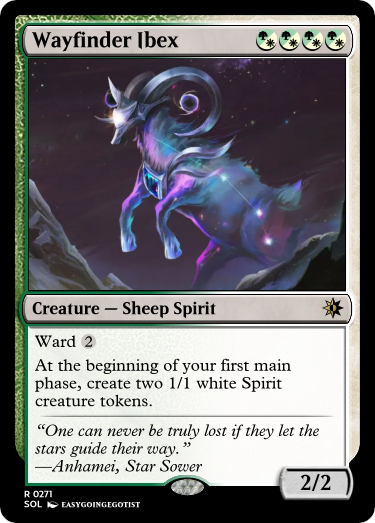 Wayfinder Ibex
Creature — Sheep Spirit
Ward 2
At the beginning of your first main
phase, create two 1/1 white Spirit
creature tokens.
“One can never be truly lost if they let the
stars guide their way.”
—Anhamei, Star Sower
2/2
R 0271
SOL EASYGOINGEGOTIST